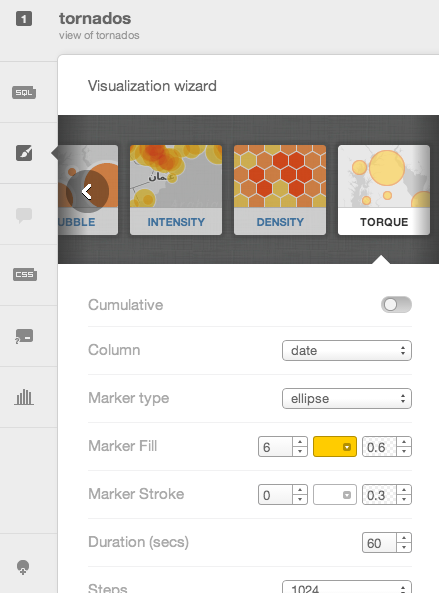 1
tornados
view of tornados
SQL
Visualization wizard
UBBLE
عمان
INTENSITY
DENSITY
TORQUE
CSS
Cumulative
Column
date
Marker type
ellipse
Marker Fill
6
0.6
Marker Stroke
0
0.3
Duration (secs)
60
Steps
1024